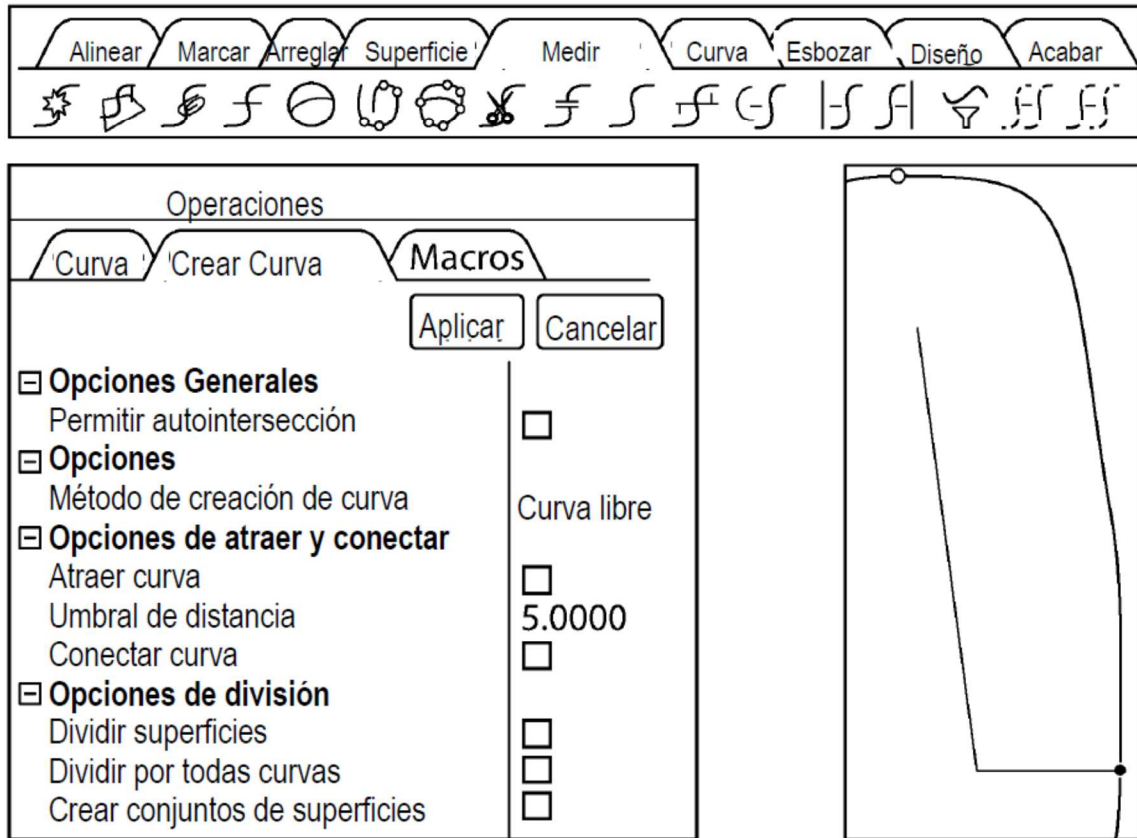 Alinear Marcar Arreglar Superficie Medir Curva Esbozar Diseño Acabar
Operaciones
Curva Crear Curva Macros
Aplicar Cancelar
Opciones Generales
Permitir autointersección
Opciones
Método de creación de curva Curva libre
Opciones de atraer y conectar
Atraer curva
Umbral de distancia 5.0000
Conectar curva
Opciones de división
Dividir superficies
Dividir por todas curvas
Crear conjuntos de superficies